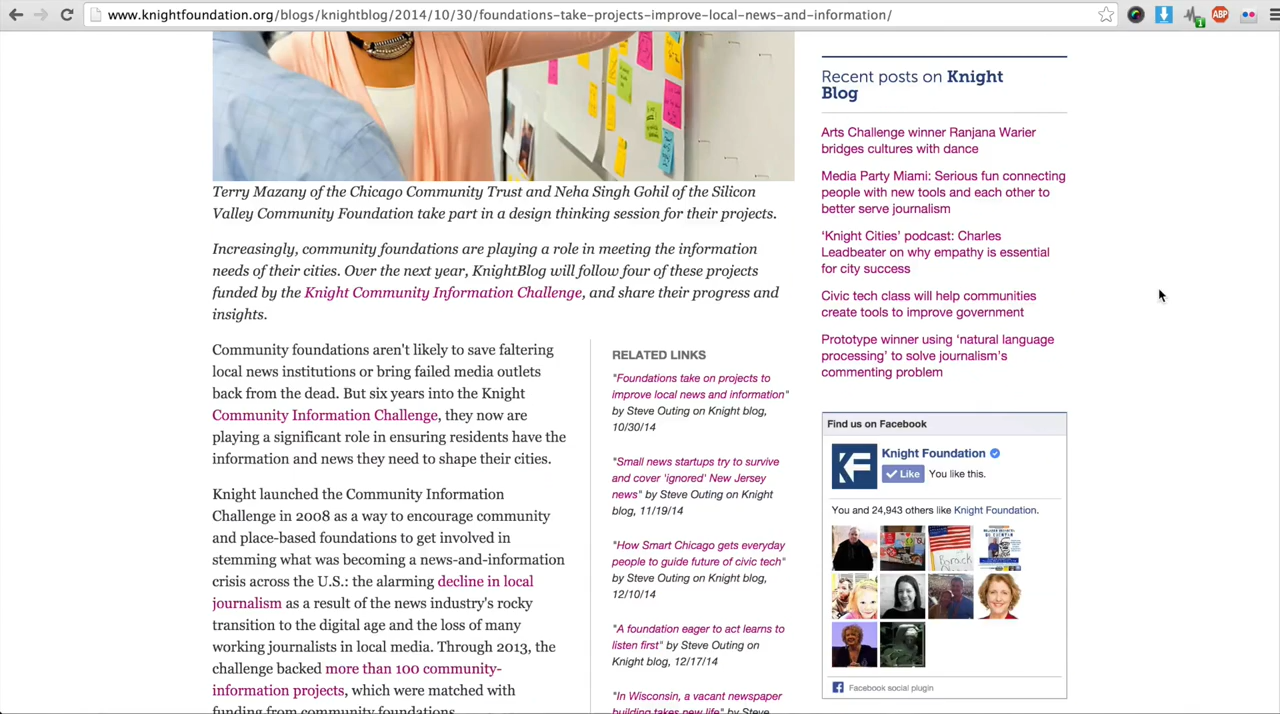 www.knightfoundation.org/blogs/knightblog/2014/10/30/foundations-take-projects-improve-local-news-and-information/
1
ABP
Terry Mazany of the Chicago Community Trust and Neha Singh Gohil of the Silicon
Valley Community Foundation take part in a design thinking session for their projects.
Increasingly, community foundations are playing a role in meeting the information
needs of their cities. Over the next year, KnightBlog will follow four of these projects
funded by the Knight Community Information Challenge, and share their progress and
insights.
Community foundations aren't likely to save faltering
local news institutions or bring failed media outlets
back from the dead. But six years into the Knight
Community Information Challenge, they now are
playing a significant role in ensuring residents have the
information and news they need to shape their cities.
Knight launched the Community Information
Challenge in 2008 as a way to encourage community
and place-based foundations to get involved in
stemming what was becoming a news-and-information
crisis across the U.S.: the alarming decline in local
journalism as a result of the news industry's rocky
transition to the digital age and the loss of many
working journalists in local media. Through 2013, the
challenge backed more than 100 community-
information projects, which were matched with
funding from community foundations.
RELATED LINKS
"Foundations take on projects to
improve local news and information"
by Steve Outing on Knight blog,
10/30/14
"Small news startups try to survive
and cover 'ignored' New Jersey
news" by Steve Outing on Knight
blog, 11/19/14
"How Smart Chicago gets everyday
people to guide future of civic tech"
by Steve Outing on Knight blog,
12/10/14
"A foundation eager to act learns to
listen first" by Steve Outing on
Knight blog, 12/17/14
"In Wisconsin, a vacant newspaper
building takes new life" by Steve
Recent posts on Knight
Blog
Arts Challenge winner Ranjana Warier
bridges cultures with dance
Media Party Miami: Serious fun connecting
people with new tools and each other to
better serve journalism
‘Knight Cities’ podcast: Charles
Leadbeater on why empathy is essential
for city success
Civic tech class will help communities
create tools to improve government
Prototype winner using ‘natural language
processing’ to solve journalism’s
commenting problem
Find us on Facebook
Knight Foundation
Like You like this.
You and 24,943 others like Knight Foundation.
Facebook social plugin